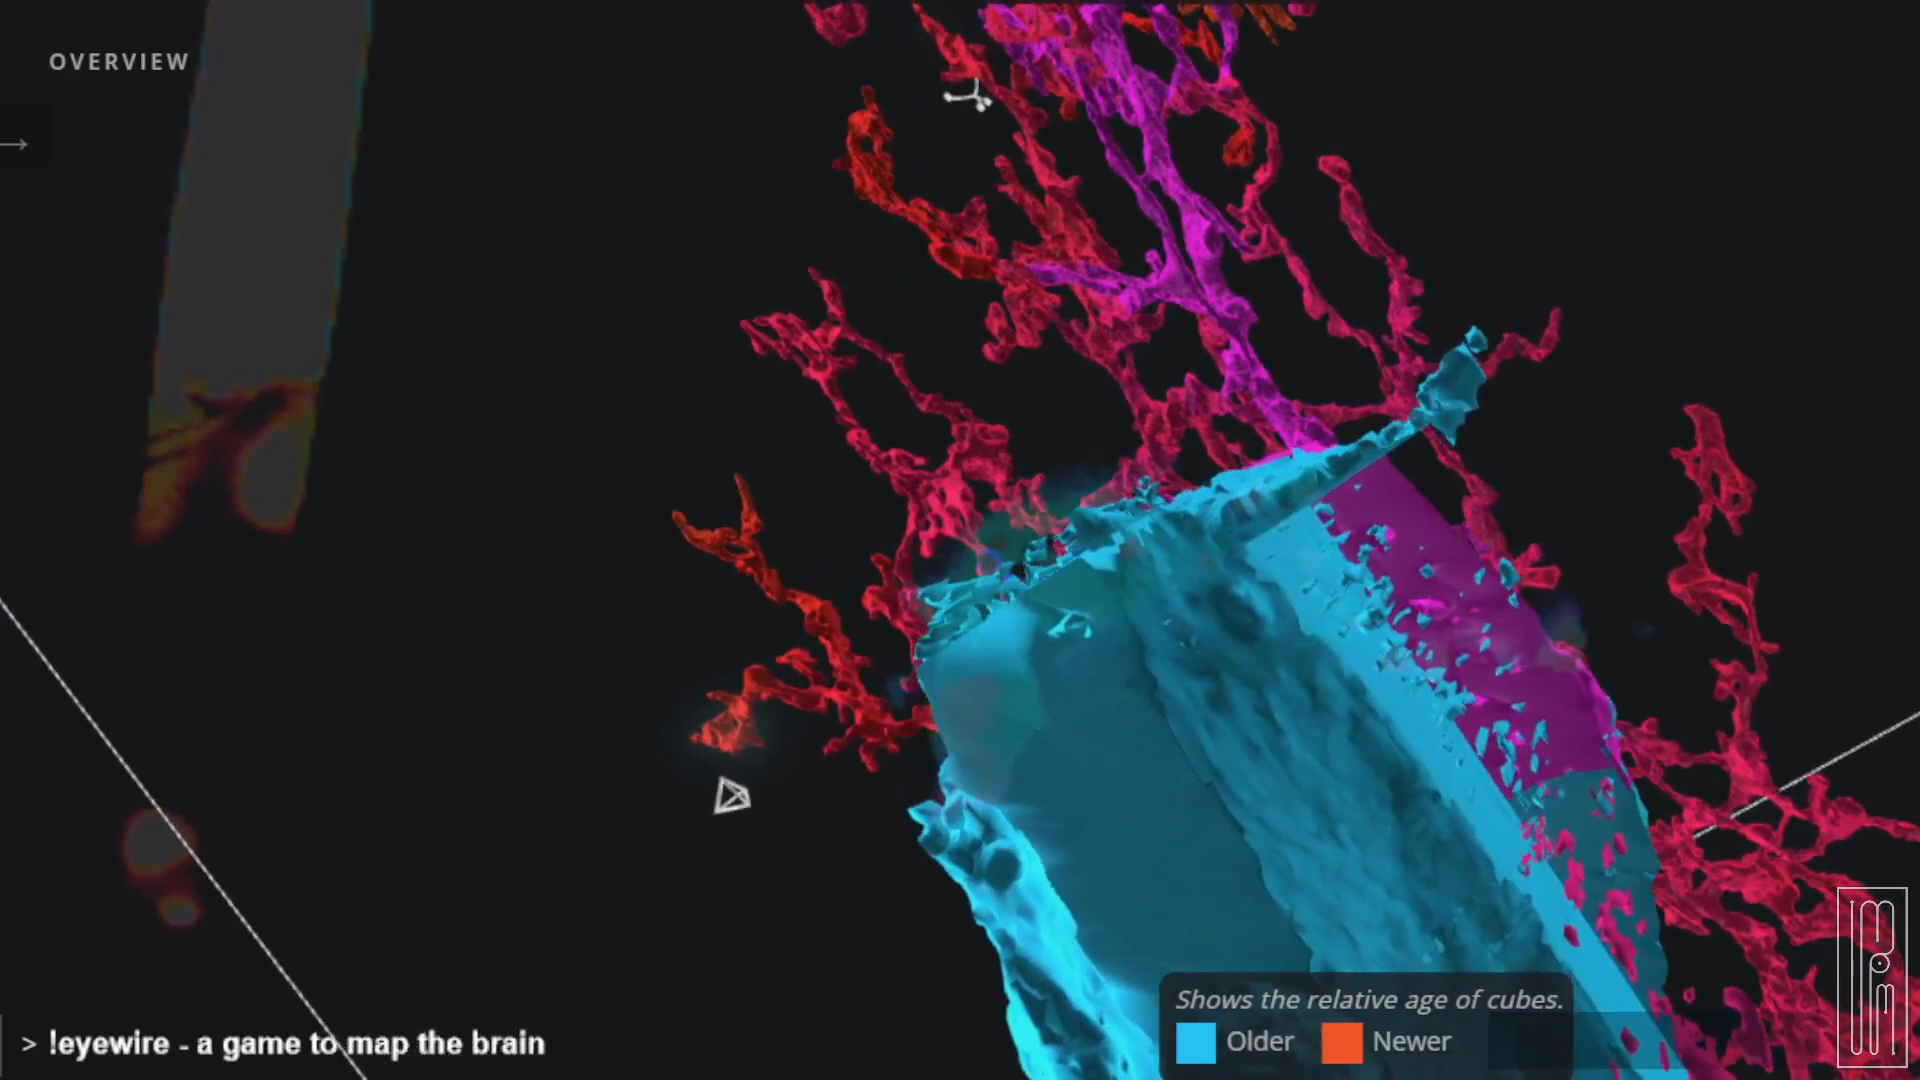 OVERVIEW
→
> !eyewire - a game to map the brain
Shows the relative age of cubes.
Older
Newer